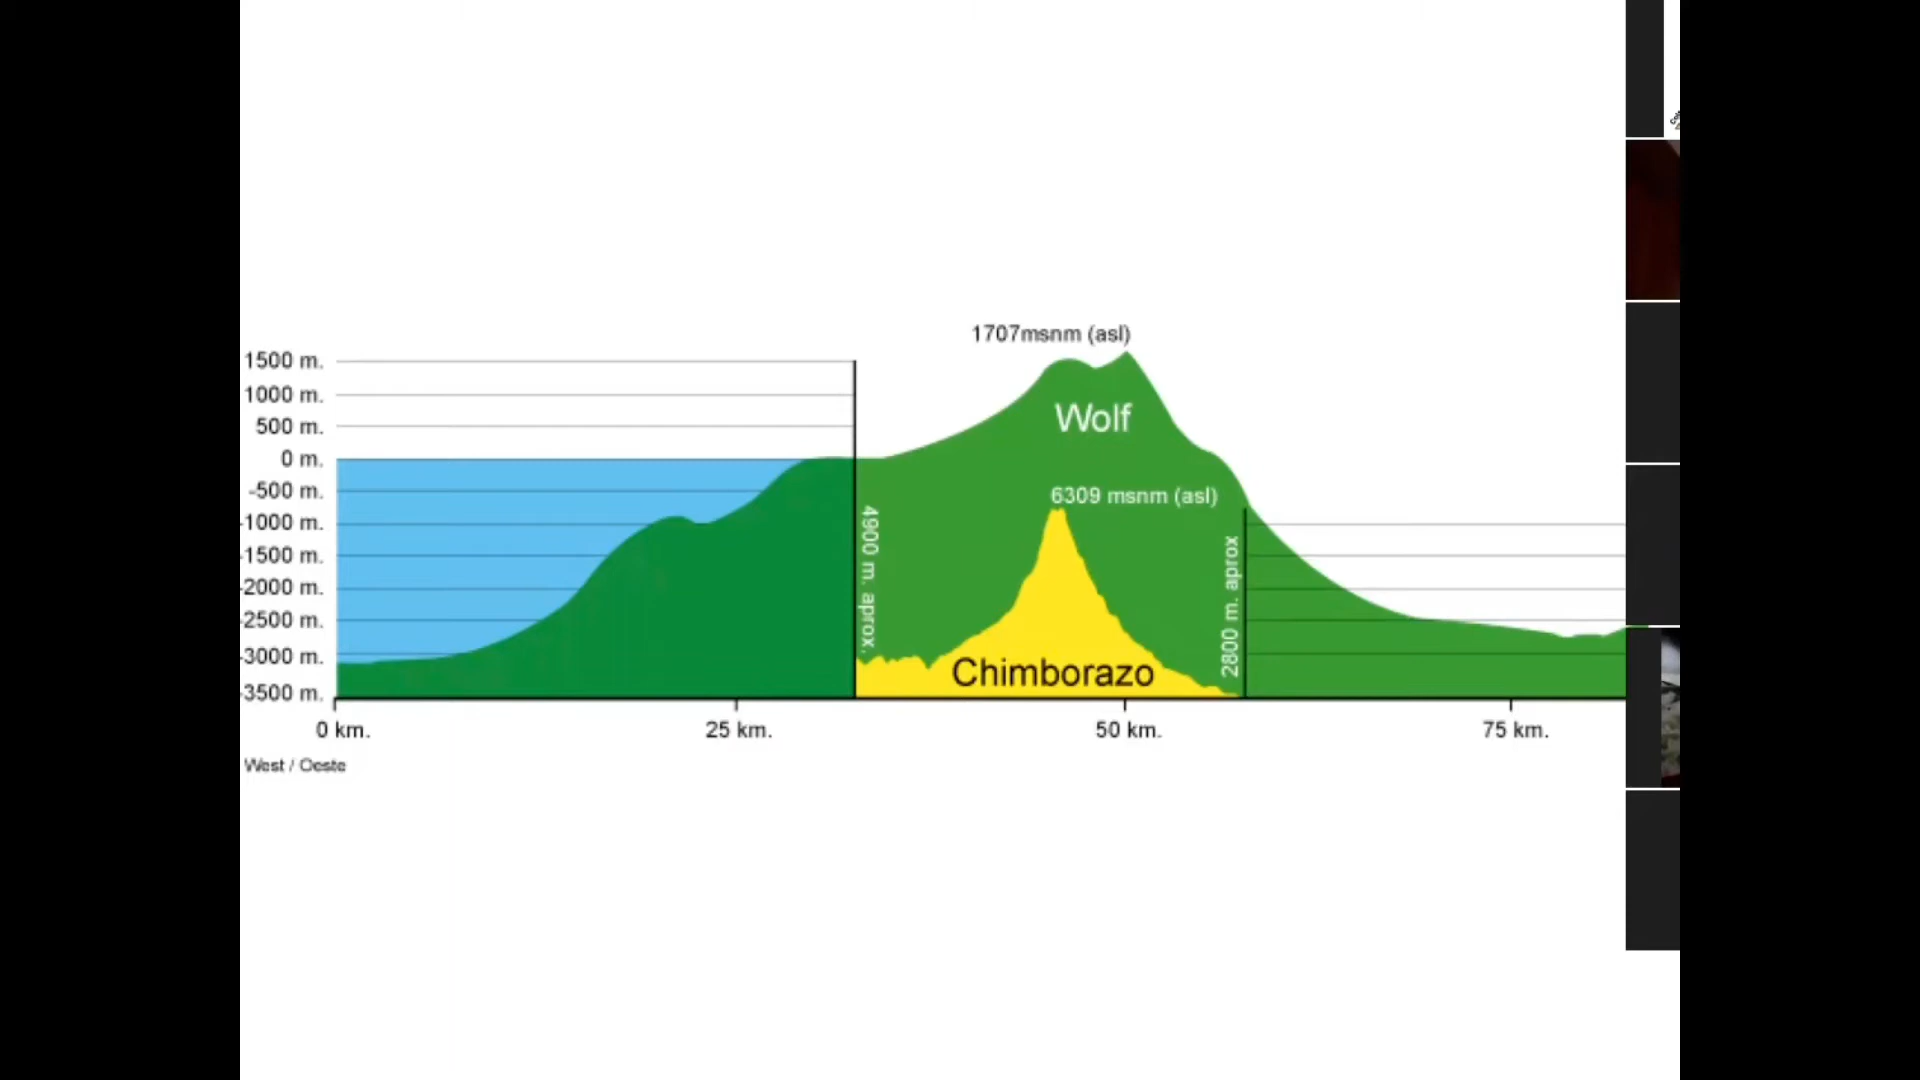 1707msnm (asl)
1500 m.
1000 m.
500 m.
0 m.
-500 m.
-1000 m.
-1500 m.
-2000 m.
-2500 m.
-3000 m.
-3500 m.
Wolf
6309 msnm (asl)
4900 m. aprox.
2800 m. aprox
Chimborazo
0 km.
25 km.
50 km.
75 km.
West / Oeste